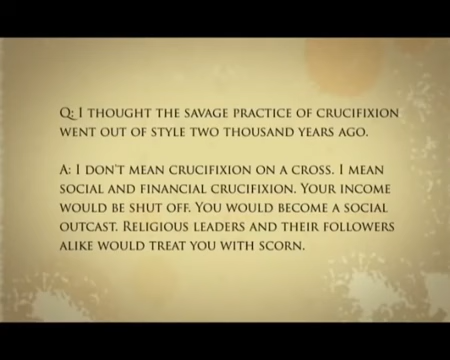 Q: I THOUGHT THE SAVAGE PRACTICE OF CRUCIFIXION
WENT OUT OF STYLE TWO THOUSAND YEARS AGO.
A: I DON'T MEAN CRUCIFIXION ON A CROSS. I MEAN
SOCIAL AND FINANCIAL CRUCIFIXION. YOUR INCOME
WOULD BE SHUT OFF. YOU WOULD BECOME A SOCIAL
OUTCAST. RELIGIOUS LEADERS AND THEIR FOLLOWERS
ALIKE WOULD TREAT YOU WITH SCORN.